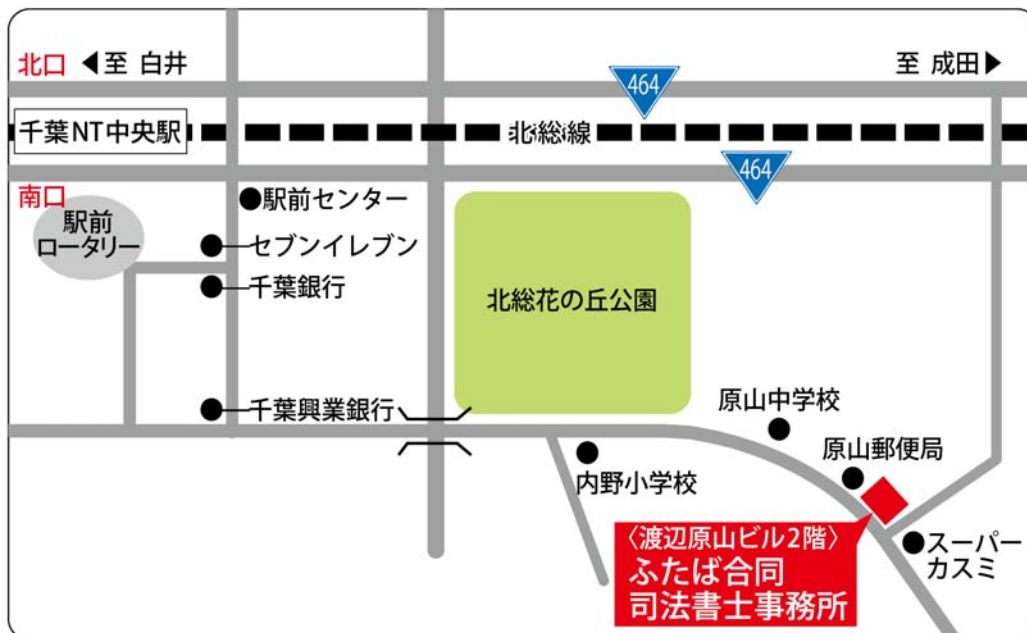 北口 ◀至 白井
至 成田▶
464
千葉NT中央駅
北総線
464
南口
駅前
ロータリー
駅前センター
セブンイレブン
千葉銀行
北総花の丘公園
千葉興業銀行
原山中学校
原山郵便局
内野小学校
〈渡辺原山ビル2階〉
ふたば合同
司法書士事務所
スーパー
カスミ